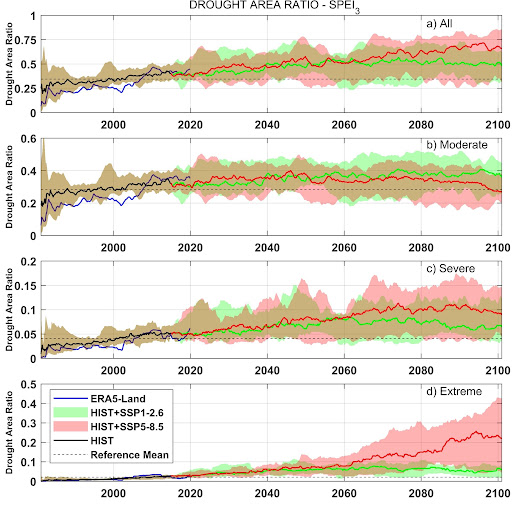 DROUGHT AREA RATIO - SPEI3
a) All
Drought Area Ratio
1
0.75
0.5
0.25
0
2000 2020 2040 2060 2080 2100
b) Moderate
Drought Area Ratio
0.6
0.4
0.2
0
2000 2020 2040 2060 2080 2100
c) Severe
Drought Area Ratio
0.2
0.15
0.1
0.05
0
2000 2020 2040 2060 2080 2100
d) Extreme
Drought Area Ratio
0.5
0.4
0.3
0.2
0.1
0
ERA5-Land
HIST+SSP1-2.6
HIST+SSP5-8.5
HIST
Reference Mean
2000 2020 2040 2060 2080 2100